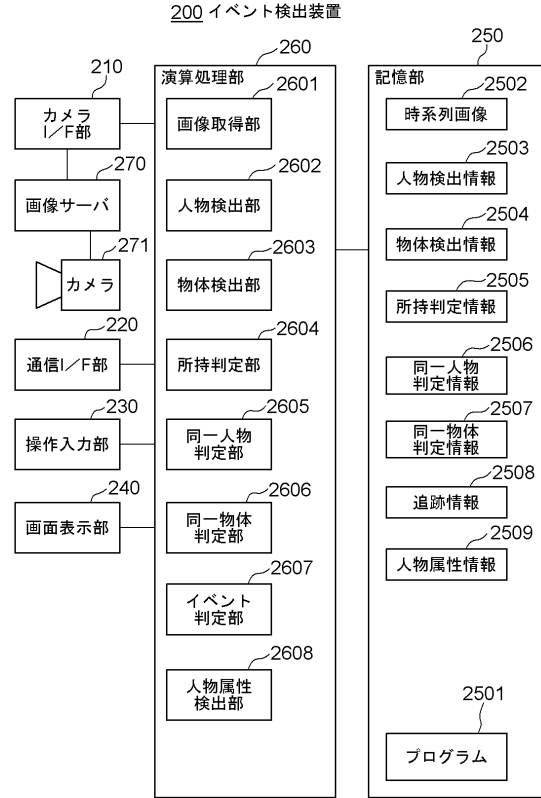 200 イベント検出装置
210
カメラ
I/F部
270
画像サーバ
271
カメラ
220
通信I/F部
230
操作入力部
240
画面表示部
260
演算処理部
2601
画像取得部
2602
人物検出部
2603
物体検出部
2604
所持判定部
2605
同一人物
判定部
2606
同一物体
判定部
2607
イベント
判定部
2608
人物属性
検出部
250
記憶部
2502
時系列画像
2503
人物検出情報
2504
物体検出情報
2505
所持判定情報
2506
同一人物
判定情報
2507
同一物体
判定情報
2508
追跡情報
2509
人物属性情報
2501
プログラム